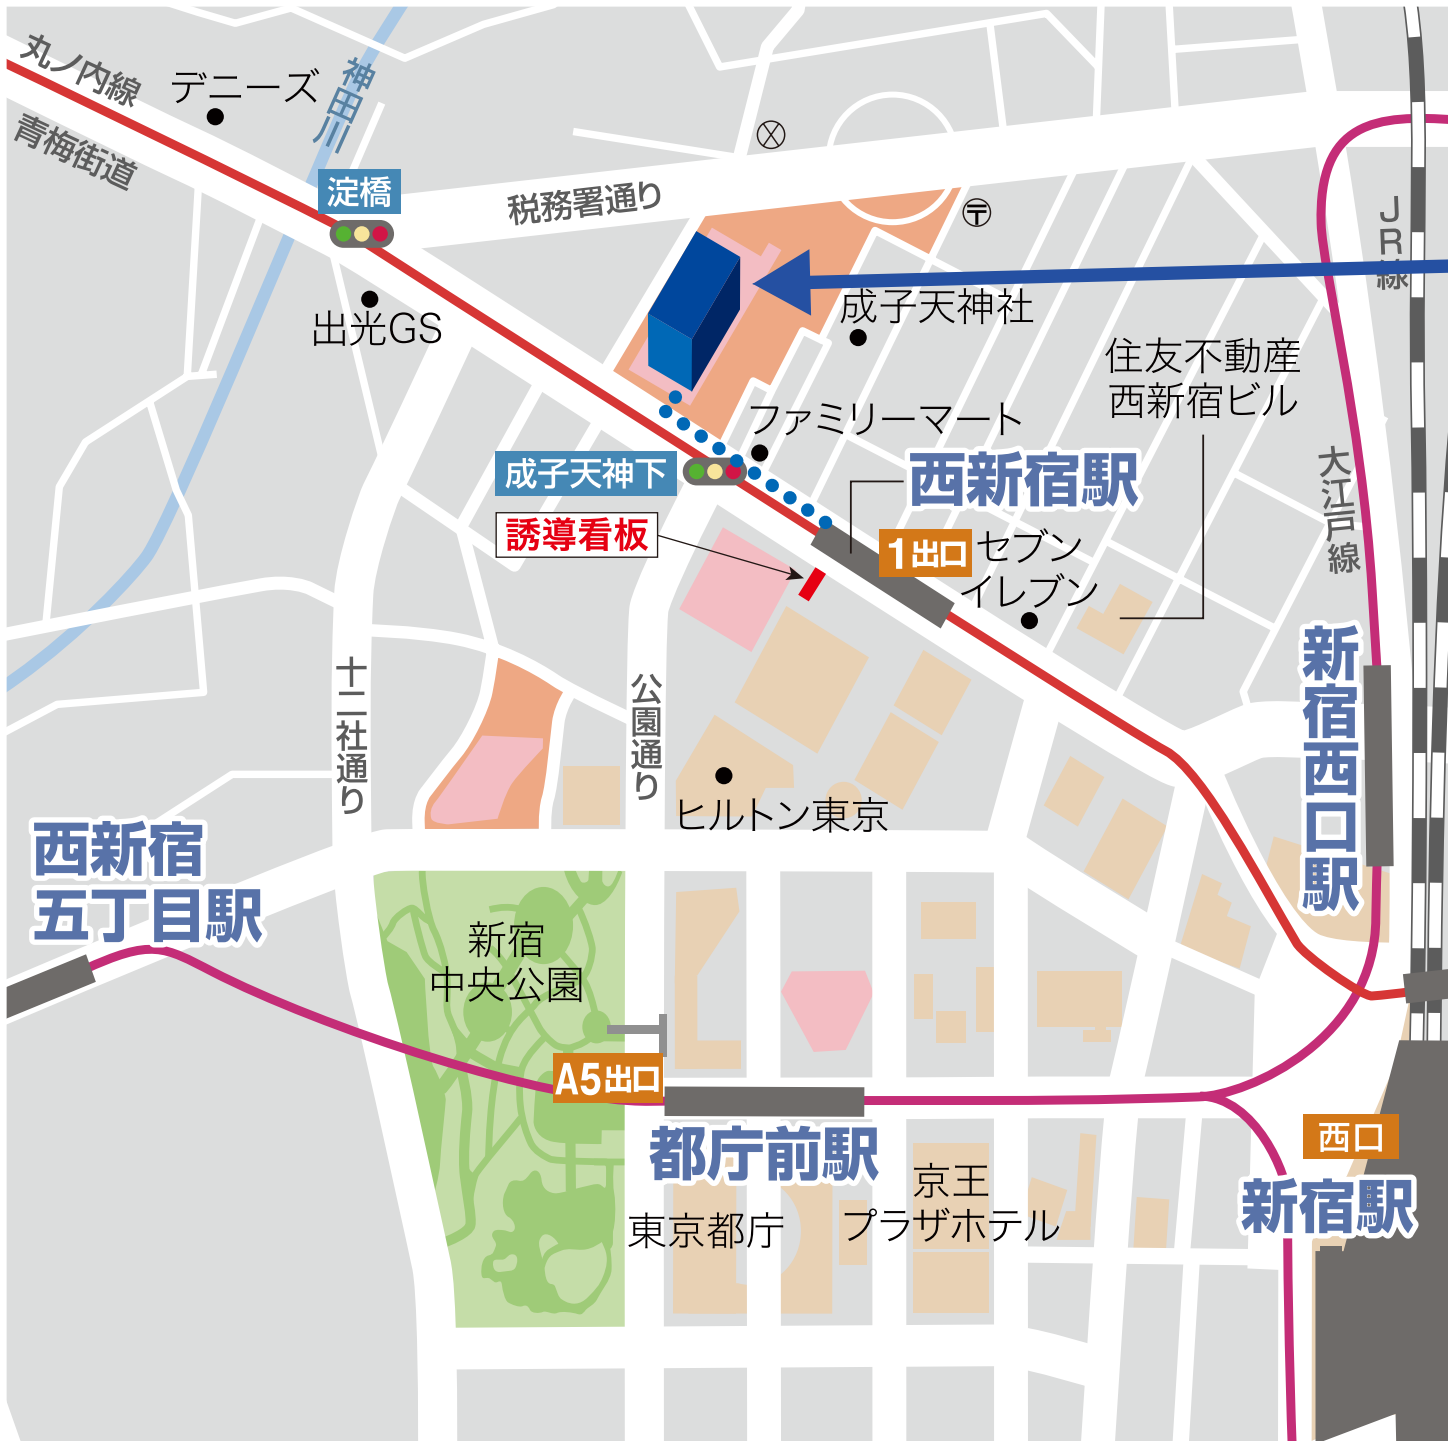 丸ノ内線
青梅街道
デニーズ
神田川
淀橋
税務署通り
〒
JR線
出光GS
成子天神社
住友不動産
西新宿ビル
ファミリーマート
成子天神下
西新宿駅
大江戸線
誘導看板
1出口
セブン
イレブン
新宿西口駅
十二社通り
公園通り
ヒルトン東京
西新宿
五丁目駅
新宿
中央公園
A5出口
都庁前駅
西口
京王
プラザホテル
新宿駅
東京都庁